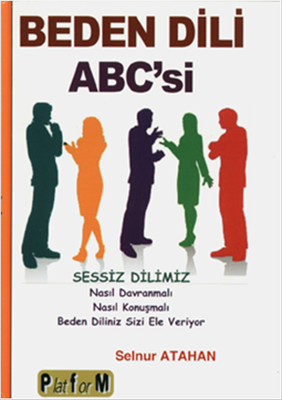 BEDEN DİLİ
ABC'si
SESSİZ DİLİMİZ
Nasıl Davranmalı
Nasıl Konuşmalı
Beden Diliniz Sizi Ele Veriyor
Selnur ATAHAN
Platform